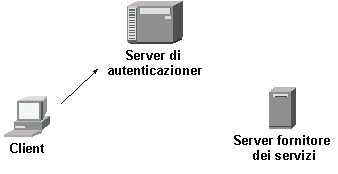 Server di
autenticazioner
Client
Server fornitore
dei servizi